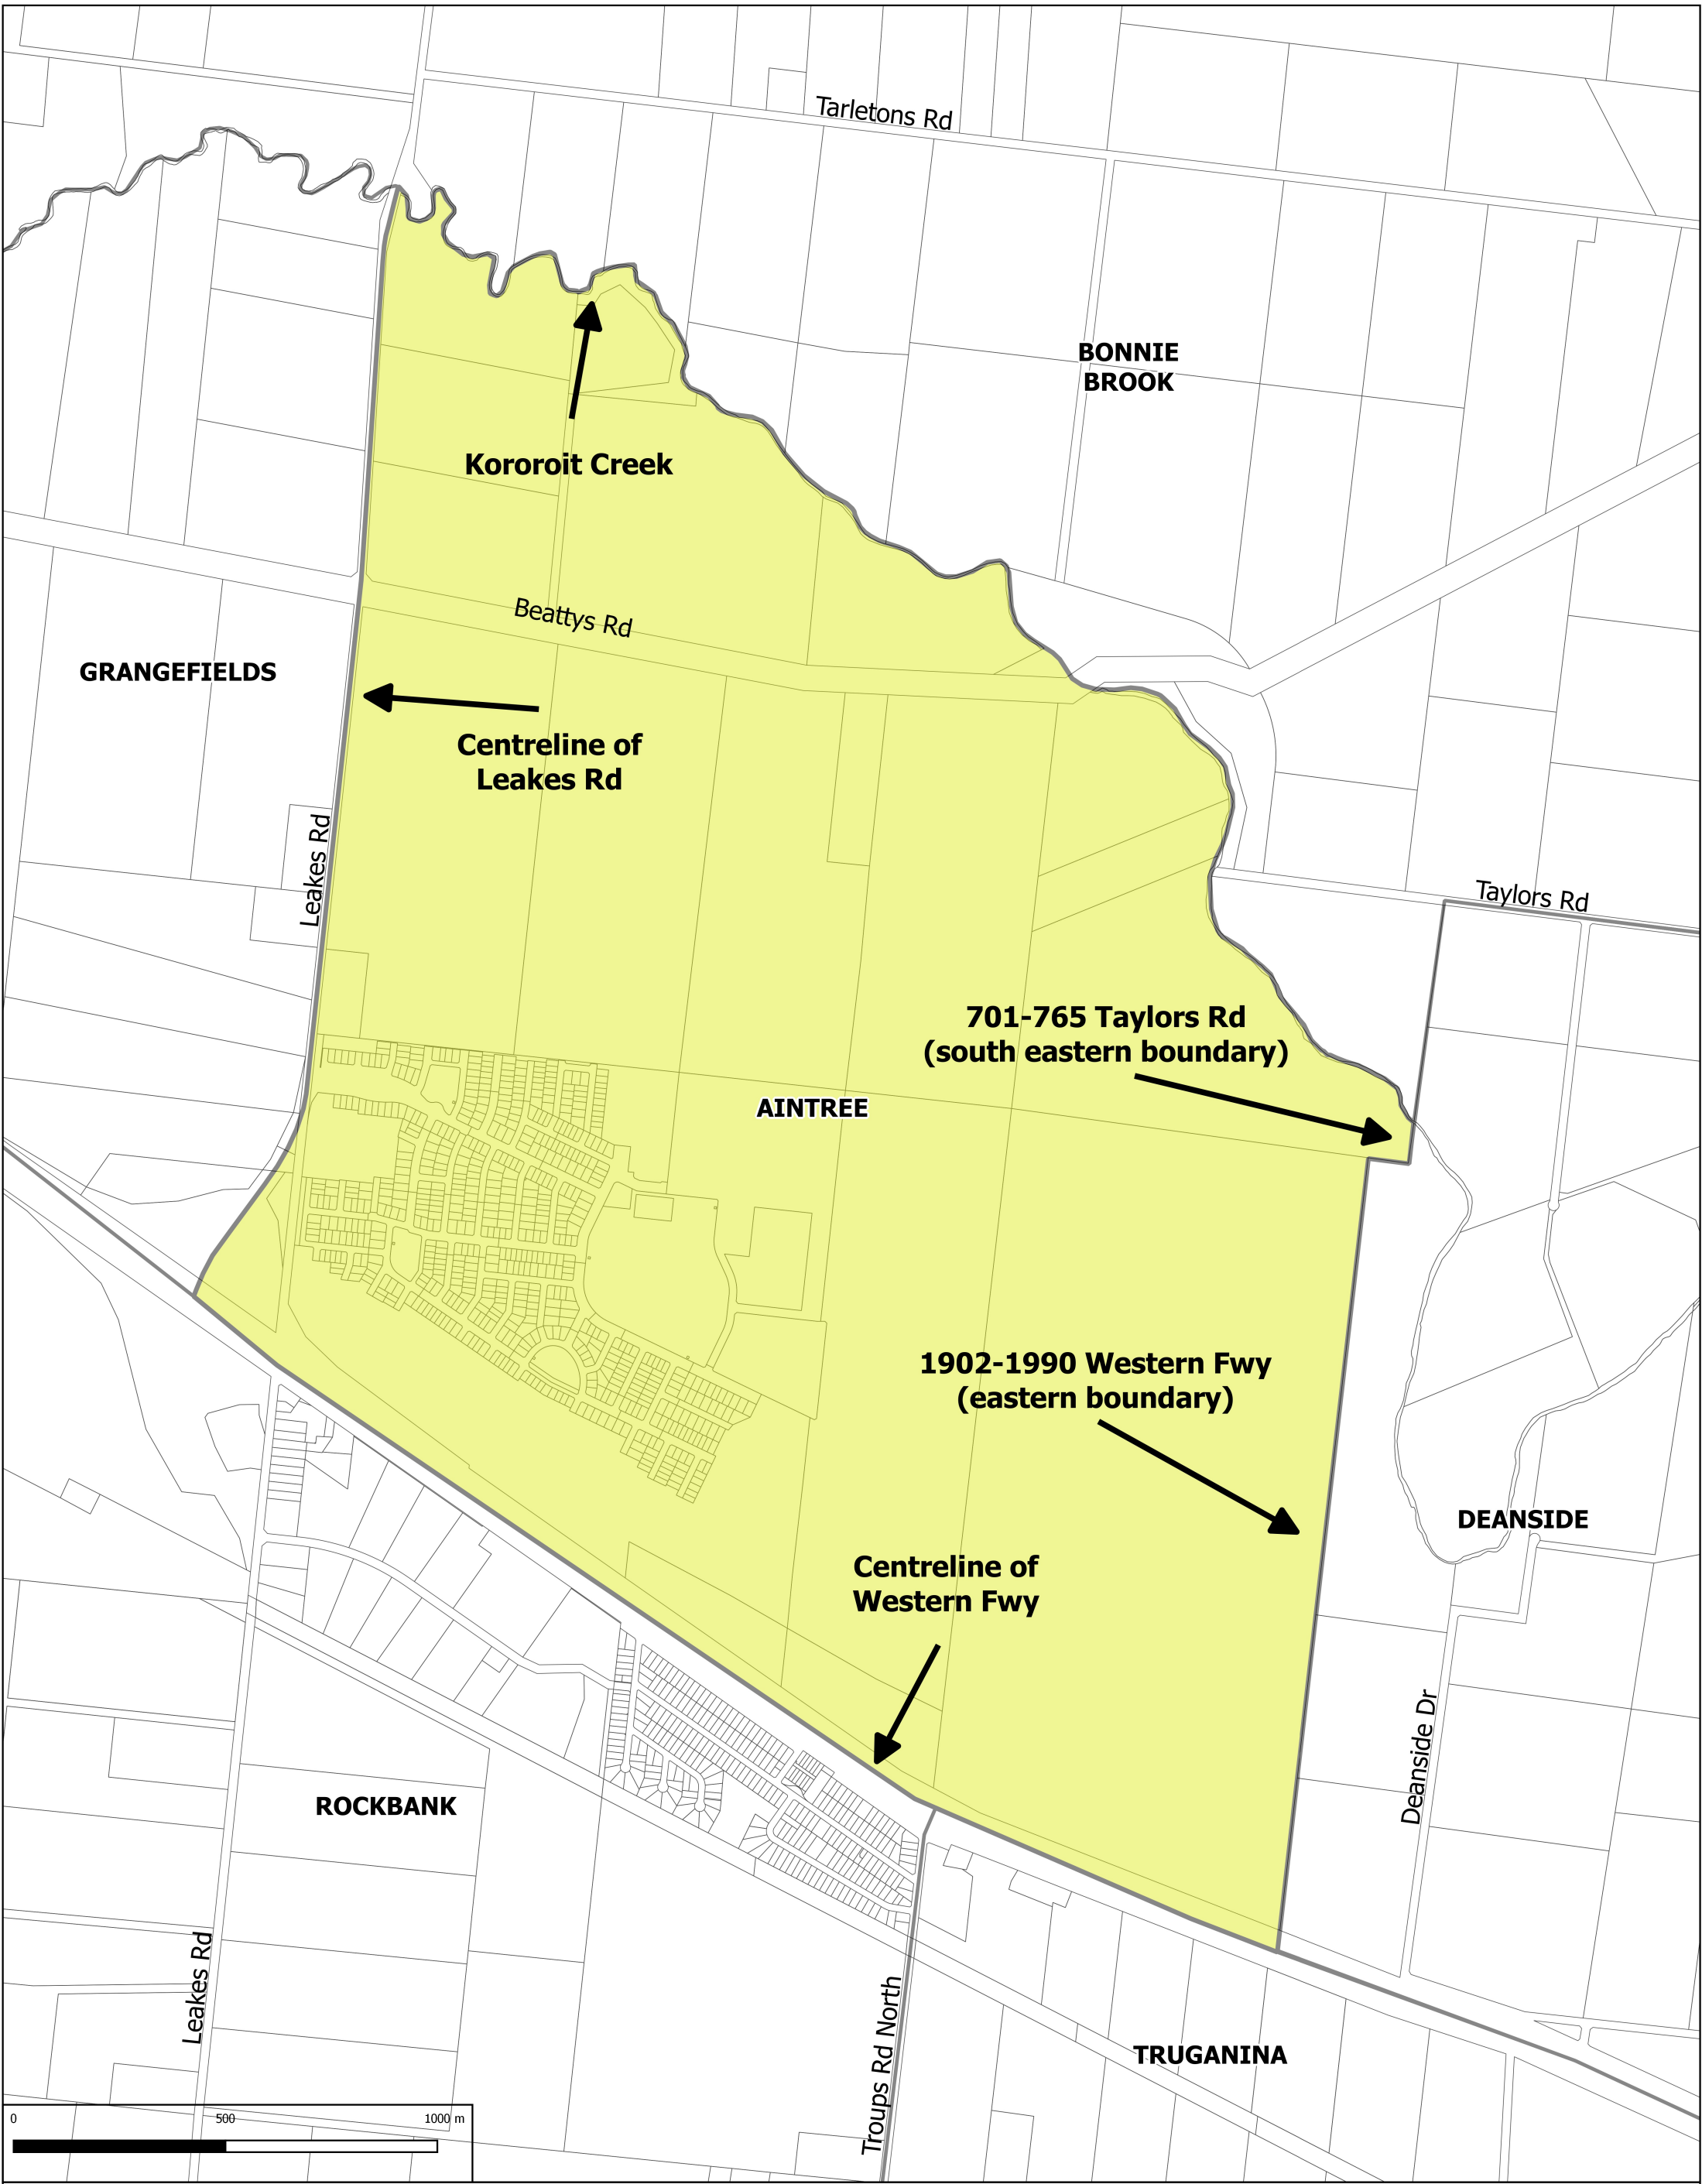 Tarletons Rd
BONNIE
BROOK
Kororoit Creek
Beattys Rd
GRANGEFIELDS
Centreline of
Leakes Rd
Leakes Rd
Taylors Rd
701-765 Taylors Rd
(south eastern boundary)
AINTREE
1902-1990 Western Fwy
(eastern boundary)
DEANSIDE
Centreline of
Western Fwy
Deanside Dr
ROCKBANK
Leakes Rd
Troups Rd North
TRUGANINA
0 500 1000 m